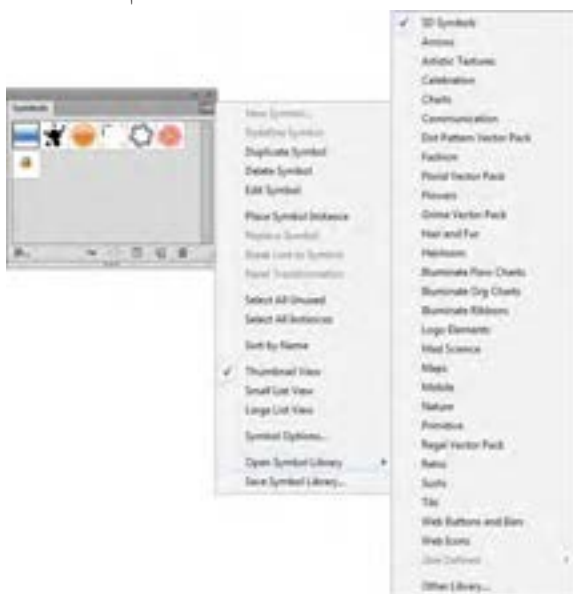 Symbols
New Symbol...
Redefine Symbol
Duplicate Symbol
Delete Symbol
Edit Symbol
Place Symbol Instance
Replace Symbol
Break Link to Symbol
Reset Transformation
Select All Unused
Select All Instances
Sort by Name
Thumbnail View
Small List View
Large List View
Symbol Options...
Open Symbol Library
Save Symbol Library...
3D Symbols
Arrows
Artistic Textures
Celebration
Charts
Communication
Dot Pattern Vector Pack
Fashion
Florid Vector Pack
Flowers
Grime Vector Pack
Hair and Fur
Heirloom
Illuminate Flow Charts
Illuminate Org Charts
Illuminate Ribbons
Logo Elements
Mad Science
Maps
Mobile
Nature
Primitive
Regal Vector Pack
Retro
Sushi
Tiki
Web Buttons and Bars
Web Icons
User Defined
Other Library...